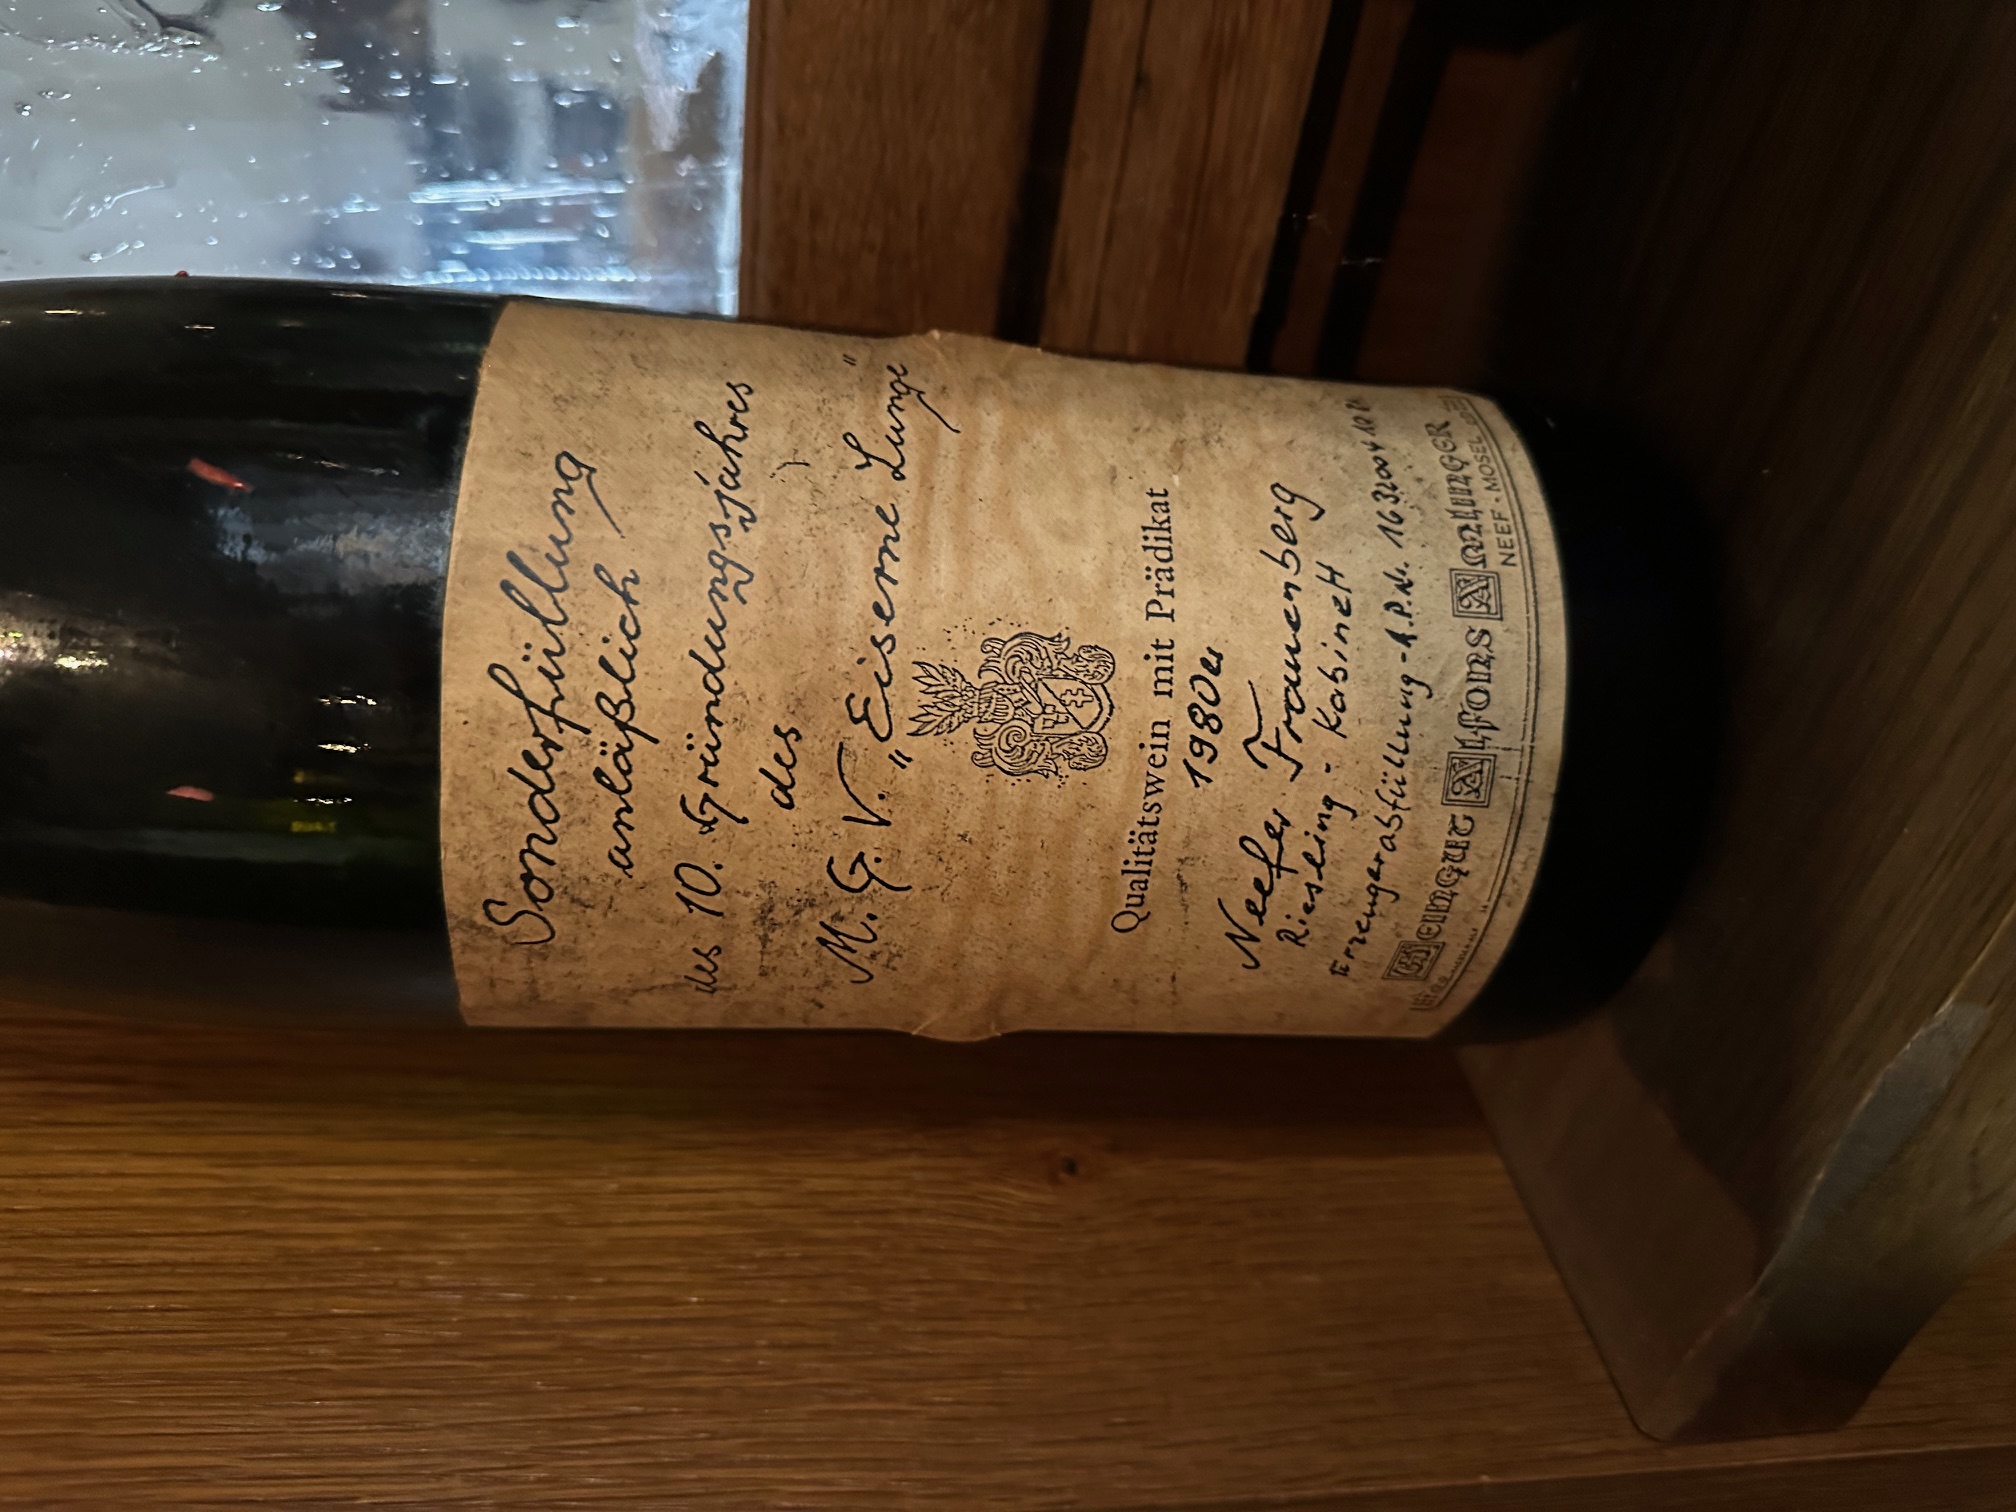 Sonderfüllung
anläßlich
des 10. Gründungsjahres
des
M. G. V. „Eiserne Lunge"
Qualitätswein mit Prädikat
1980er
Neefer Frauenberg
Riesling - Kabinett
Erzeugerabfüllung - A.P.Nr.
Weingut Alfons Amlinger
NEEF · MOSEL